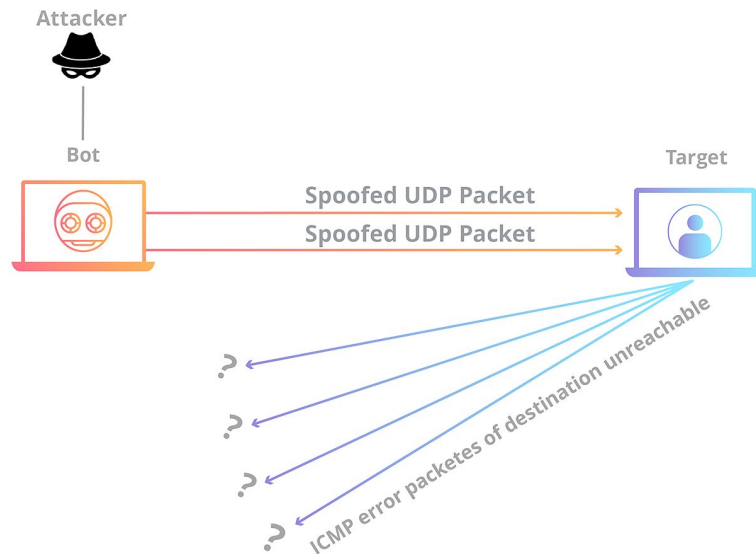 Attacker
Bot
Target
Spoofed UDP Packet
Spoofed UDP Packet
?
?
?
?
ICMP error packetes of destination unreachable